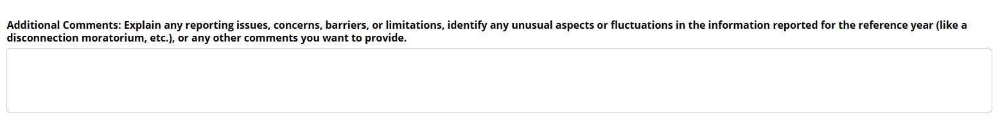 Additional Comments: Explain any reporting issues, concerns, barriers, or limitations, identify any unusual aspects or fluctuations in the information reported for the reference year (like a
disconnection moratorium, etc.), or any other comments you want to provide.